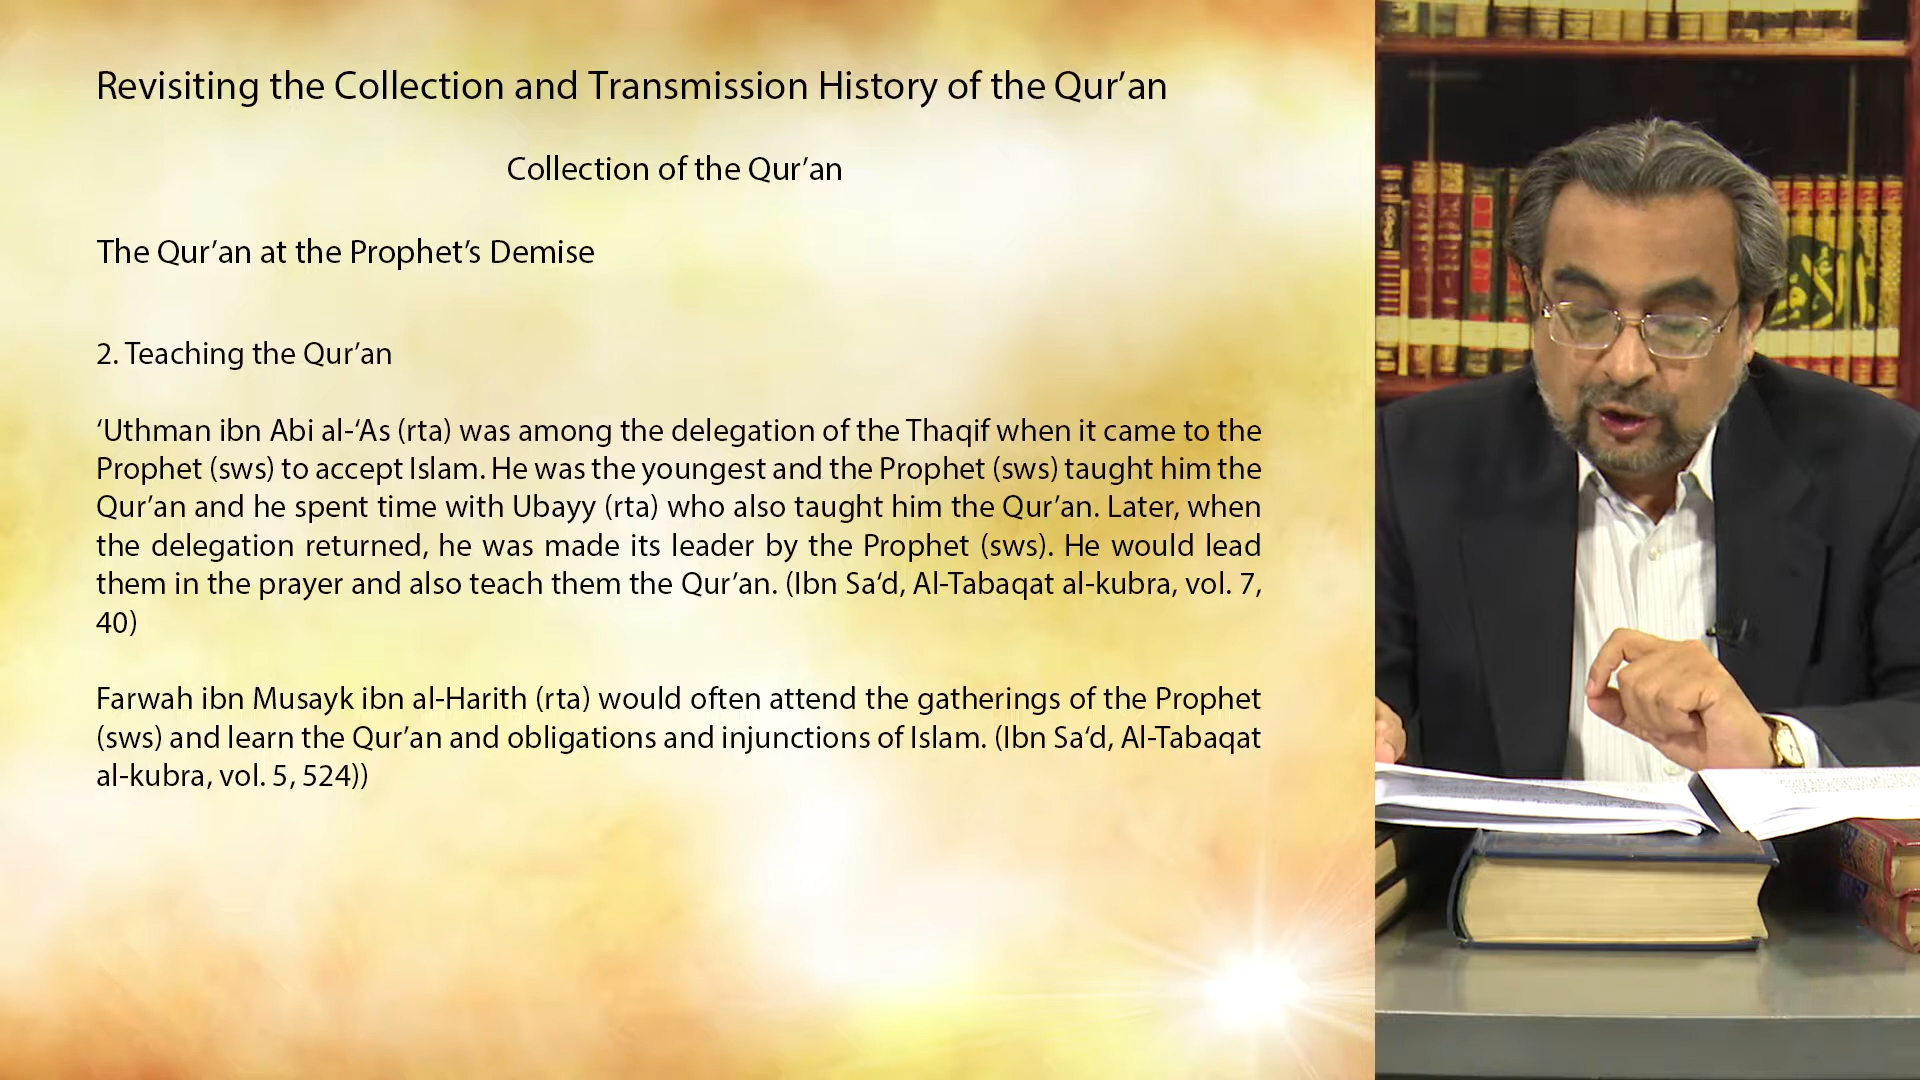 Revisiting the Collection and Transmission History of the Qur’an
Collection of the Qur’an
The Qur’an at the Prophet’s Demise
2. Teaching the Qur’an
‘Uthman ibn Abi al-‘As (rta) was among the delegation of the Thaqif when it came to the
Prophet (sws) to accept Islam. He was the youngest and the Prophet (sws) taught him the
Qur’an and he spent time with Ubayy (rta) who also taught him the Qur’an. Later, when
the delegation returned, he was made its leader by the Prophet (sws). He would lead
them in the prayer and also teach them the Qur’an. (Ibn Sa‘d, Al-Tabaqat al-kubra, vol. 7,
40)
Farwah ibn Musayk ibn al-Harith (rta) would often attend the gatherings of the Prophet
(sws) and learn the Qur’an and obligations and injunctions of Islam. (Ibn Sa‘d, Al-Tabaqat
al-kubra, vol. 5, 524))